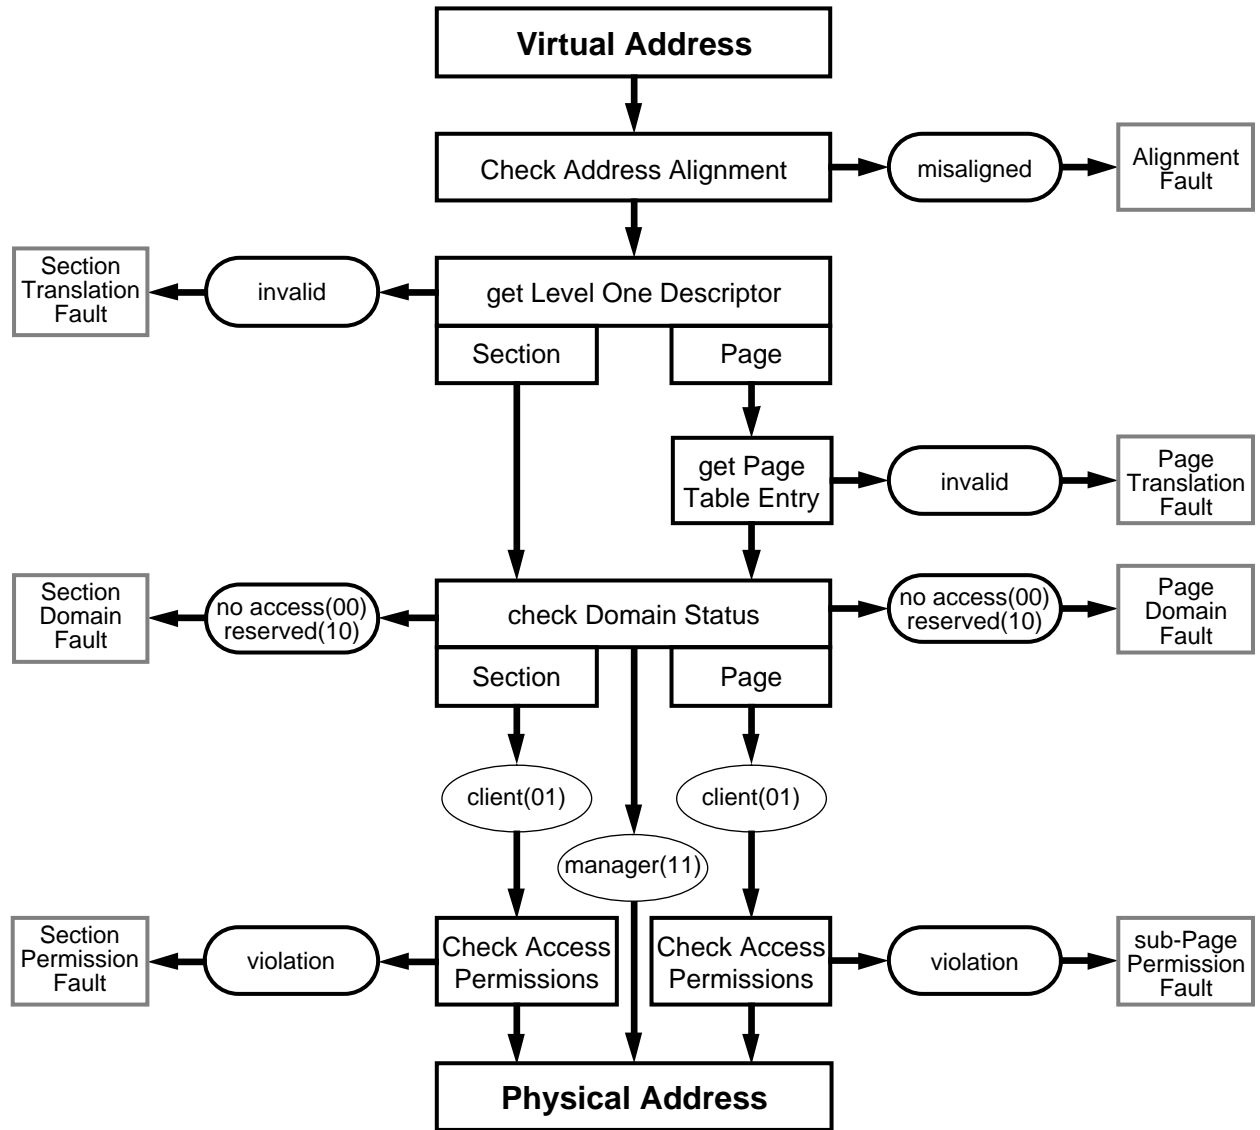 Virtual Address
Check Address Alignment
misaligned
Alignment
Fault
Section
Translation
Fault
invalid
get Level One Descriptor
Section
Page
get Page
Table Entry
invalid
Page
Translation
Fault
Section
Domain
Fault
no access(00)
reserved(10)
check Domain Status
no access(00)
reserved(10)
Page
Domain
Fault
Section
Page
client(01)
client(01)
manager(11)
Section
Permission
Fault
violation
Check Access
Permissions
Check Access
Permissions
violation
sub-Page
Permission
Fault
Physical Address